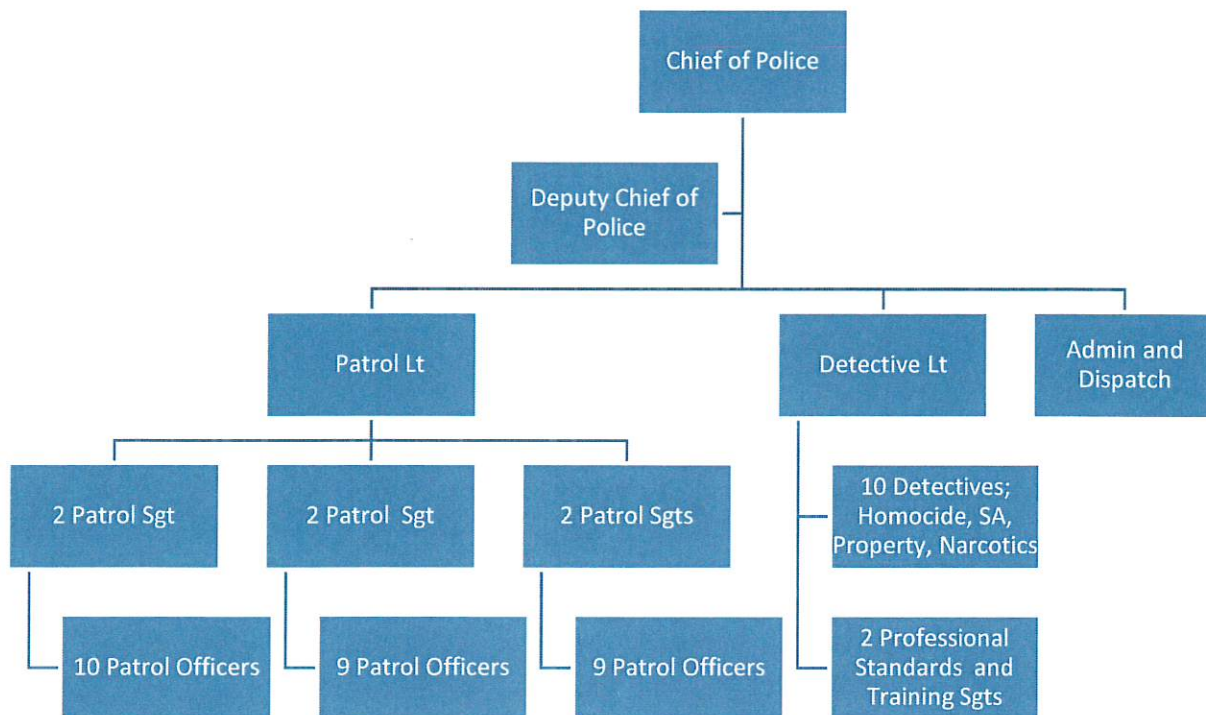 Chief of Police
Deputy Chief of
Police
Patrol Lt
Detective Lt
Admin and
Dispatch
2 Patrol Sgt
2 Patrol Sgt
2 Patrol Sgts
10 Detectives;
Homocide, SA,
Property, Narcotics
10 Patrol Officers
9 Patrol Officers
9 Patrol Officers
2 Professional
Standards and
Training Sgts